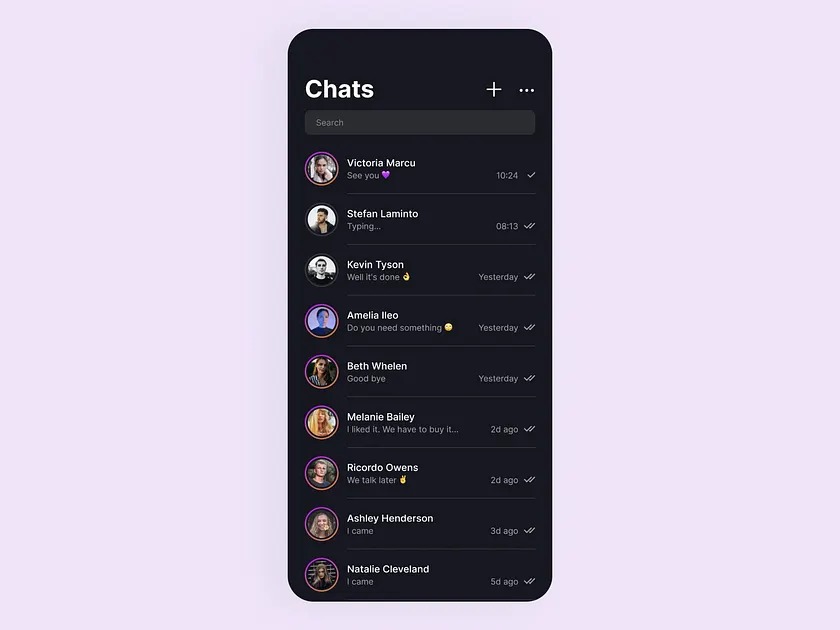 Chats
Search
Victoria Marcu
See you 💜 10:24
Stefan Laminto
Typing... 08:13
Kevin Tyson
Well it's done 👌 Yesterday
Amelia Ileo
Do you need something 😳 Yesterday
Beth Whelen
Good bye Yesterday
Melanie Bailey
I liked it. We have to buy it... 2d ago
Ricordo Owens
We talk later ✌️ 2d ago
Ashley Henderson
I came 3d ago
Natalie Cleveland
I came 5d ago